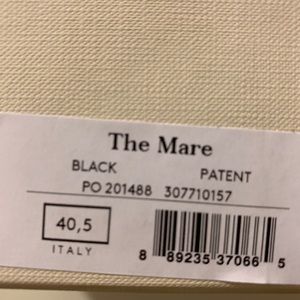 The Mare
BLACK PATENT
PO 201488 307710157
40,5
ITALY
8 89235 37066 5